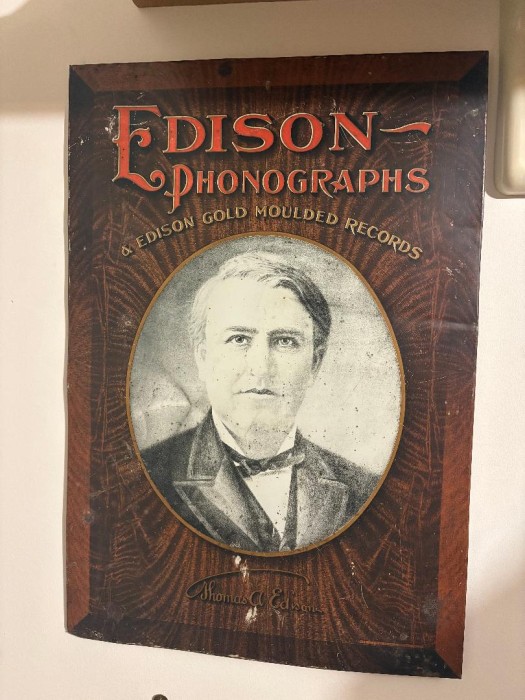 EDISON
PHONOGRAPHS
& EDISON GOLD MOULDED RECORDS
Thomas A Edison